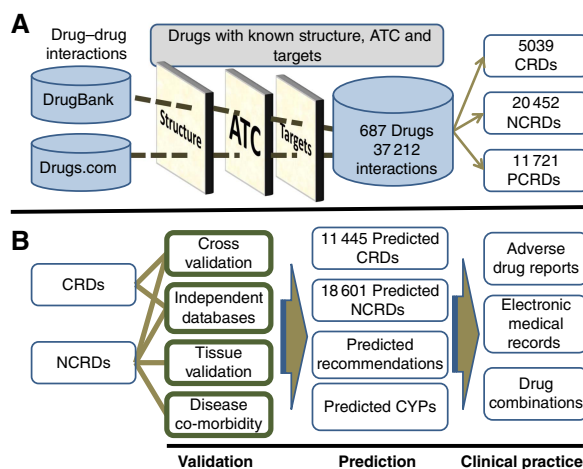 A
Drug–drug
interactions
Drugs with known structure, ATC and
targets
DrugBank
Drugs.com
Structure
ATC
Targets
687 Drugs
37 212
interactions
5039
CRDs
20 452
NCRDs
11 721
PCRDs
B
CRDs
NCRDs
Cross
validation
Independent
databases
Tissue
validation
Disease
co-morbidity
11 445 Predicted
CRDs
18 601 Predicted
NCRDs
Predicted
recommendations
Predicted CYPs
Adverse
drug reports
Electronic
medical
records
Drug
combinations
Validation
Prediction
Clinical practice